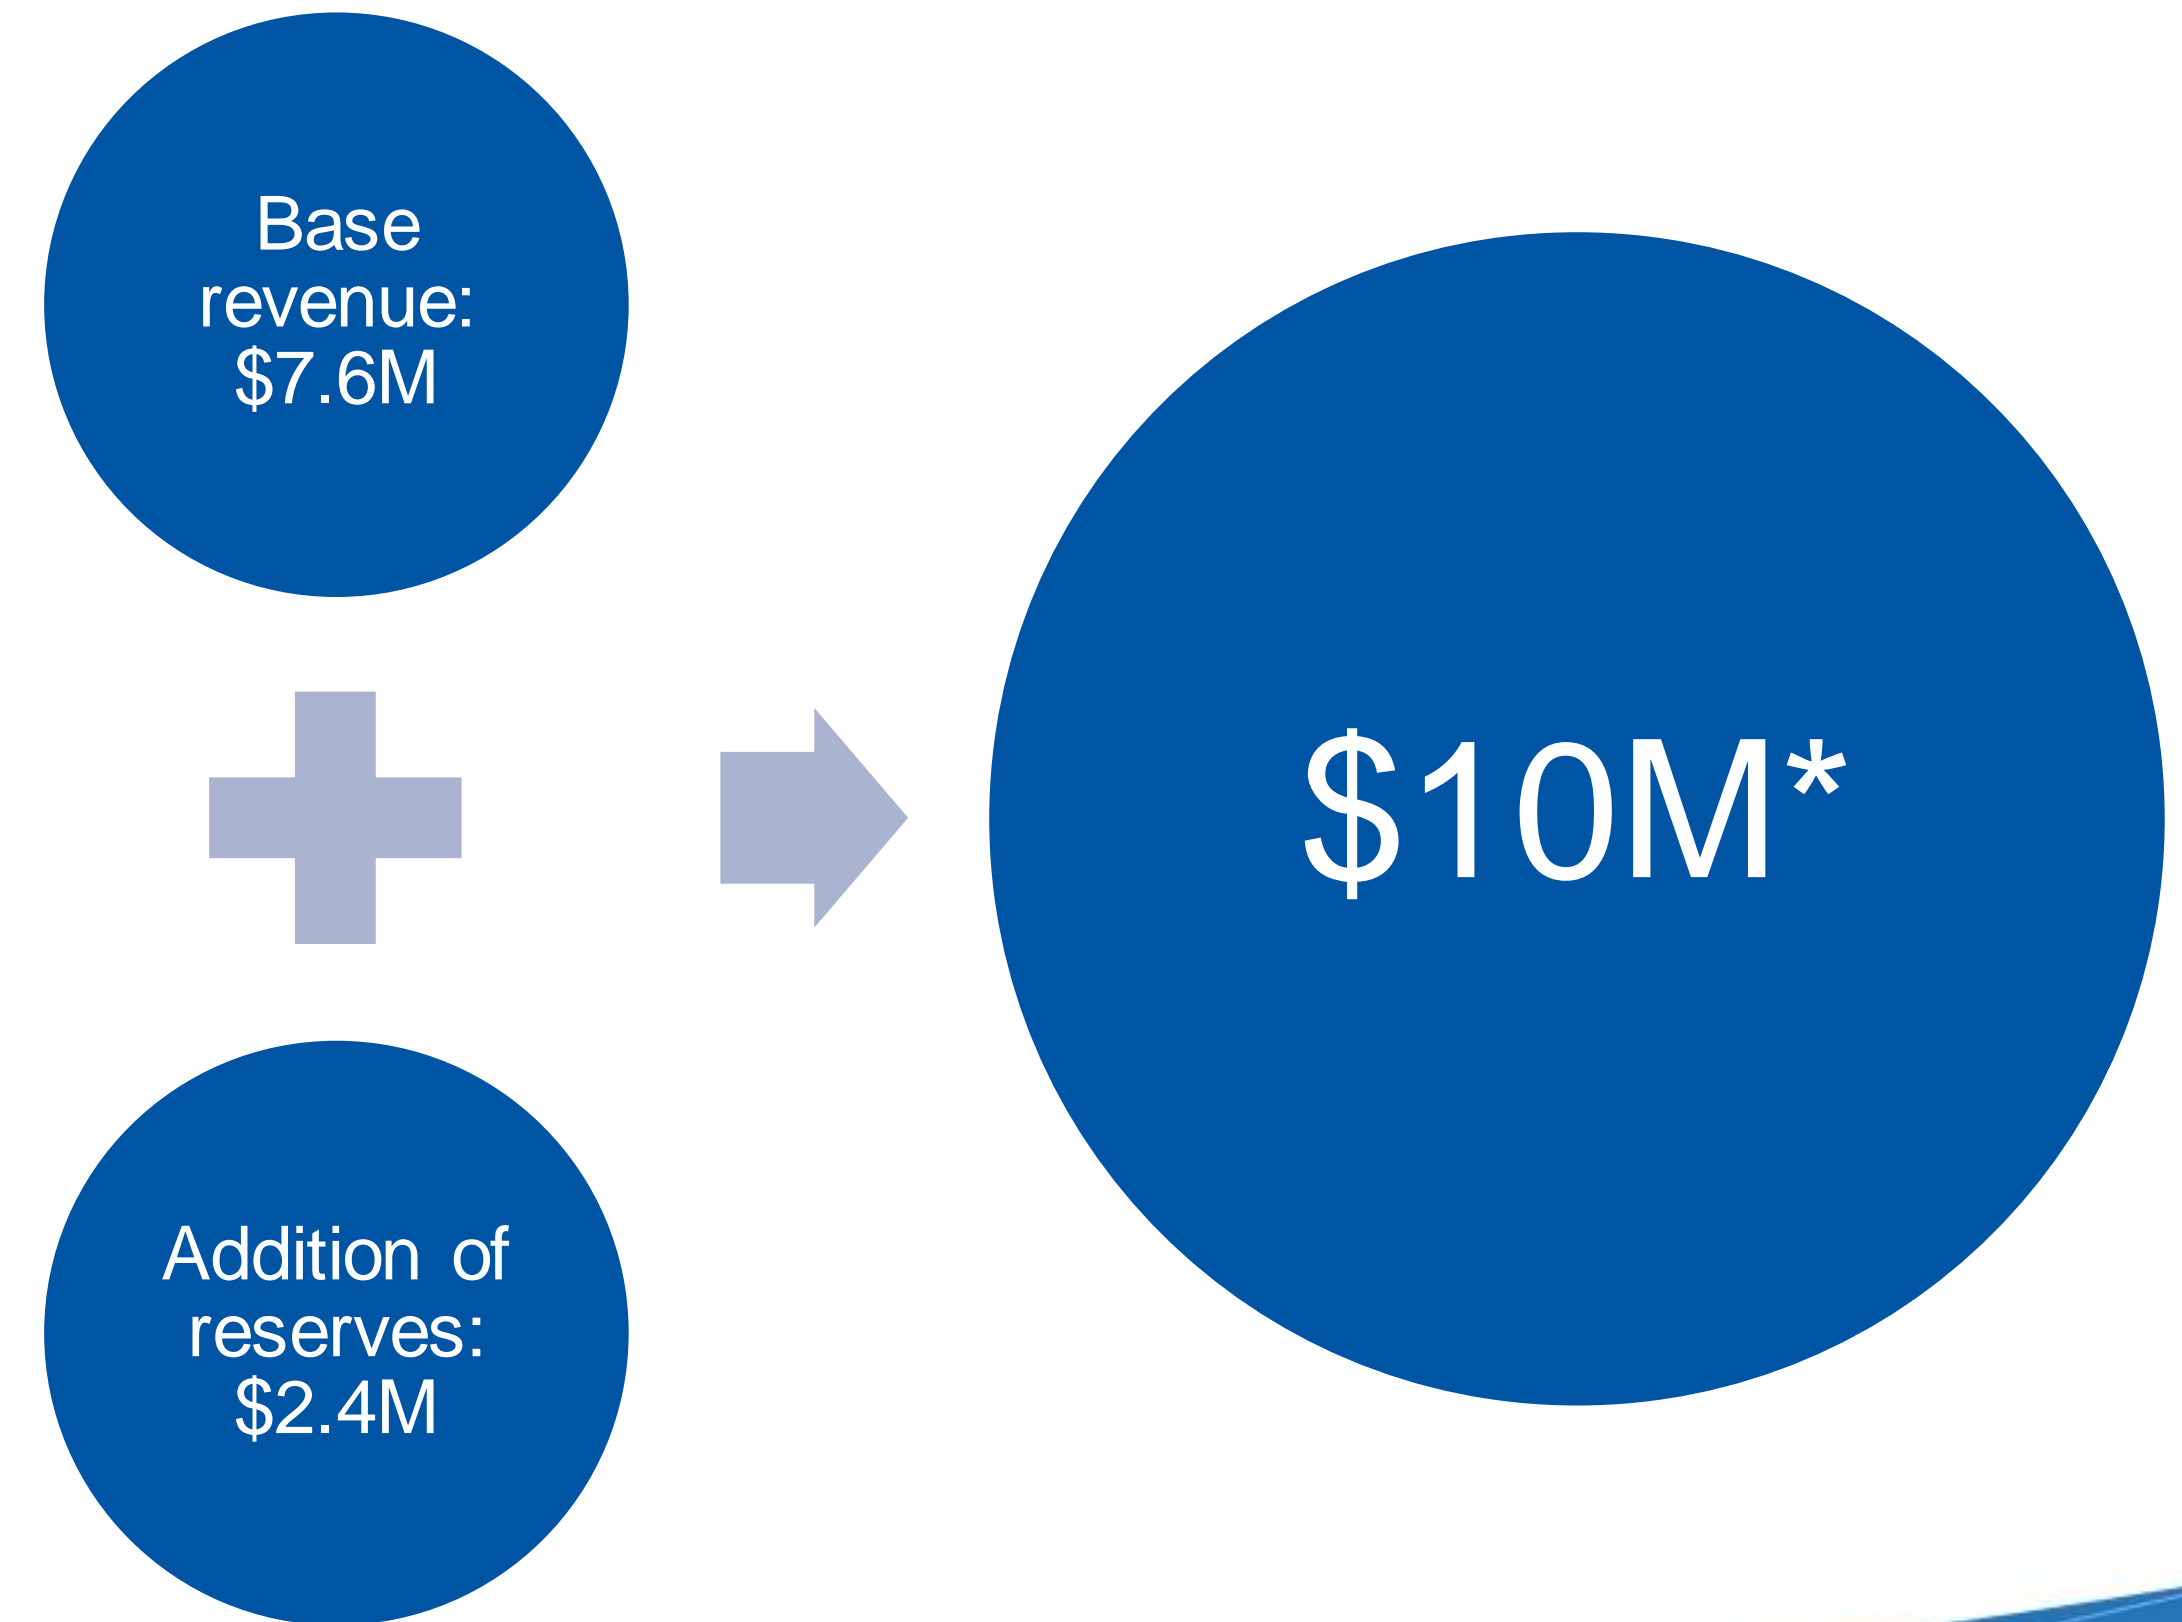 Base
revenue:
$7.6M
Addition of
reserves:
$2.4M
$10M*